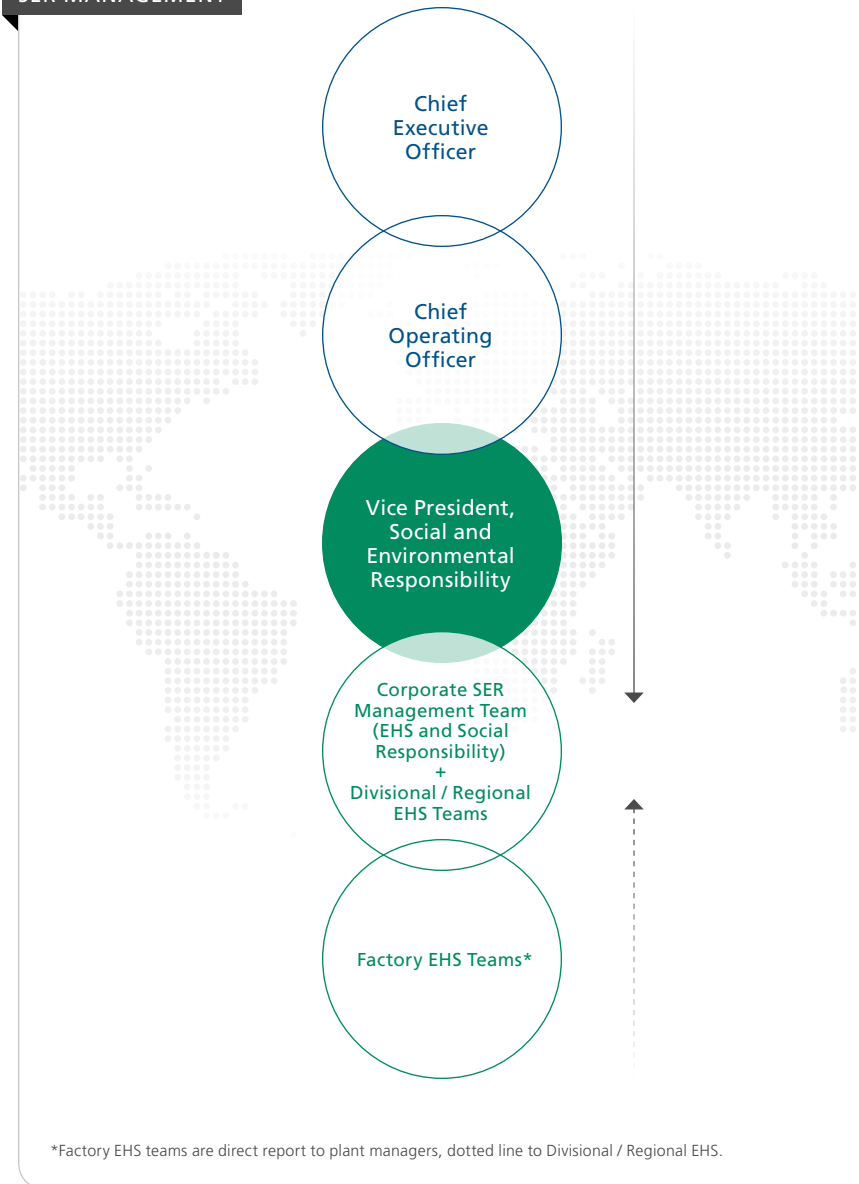 SER MANAGEMENT
Chief
Executive
Officer
Chief
Operating
Officer
Vice President,
Social and
Environmental
Responsibility
Corporate SER
Management Team
(EHS and Social
Responsibility)
+
Divisional / Regional
EHS Teams
Factory EHS Teams*
*Factory EHS teams are direct report to plant managers, dotted line to Divisional / Regional EHS.